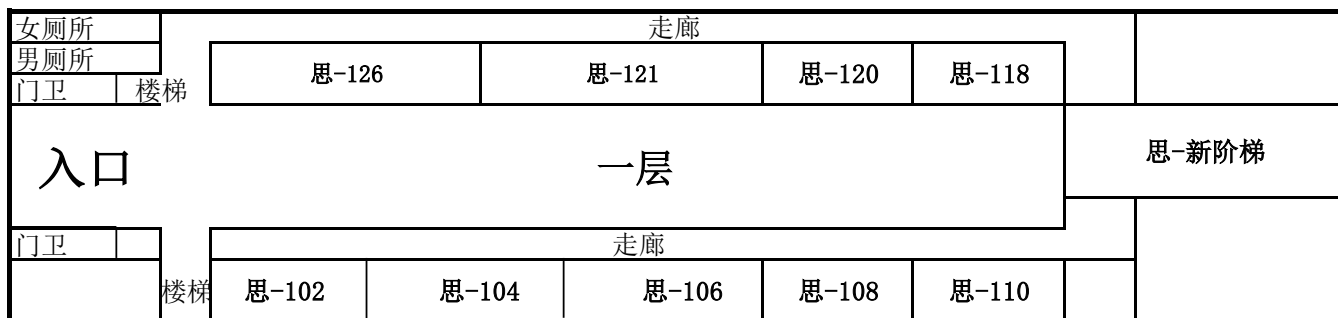 女厕所 走廊
男厕所 思-126 思-121 思-120 思-118
门卫 楼梯
入口 一层 思-新阶梯
门卫 走廊
楼梯 思-102 思-104 思-106 思-108 思-110